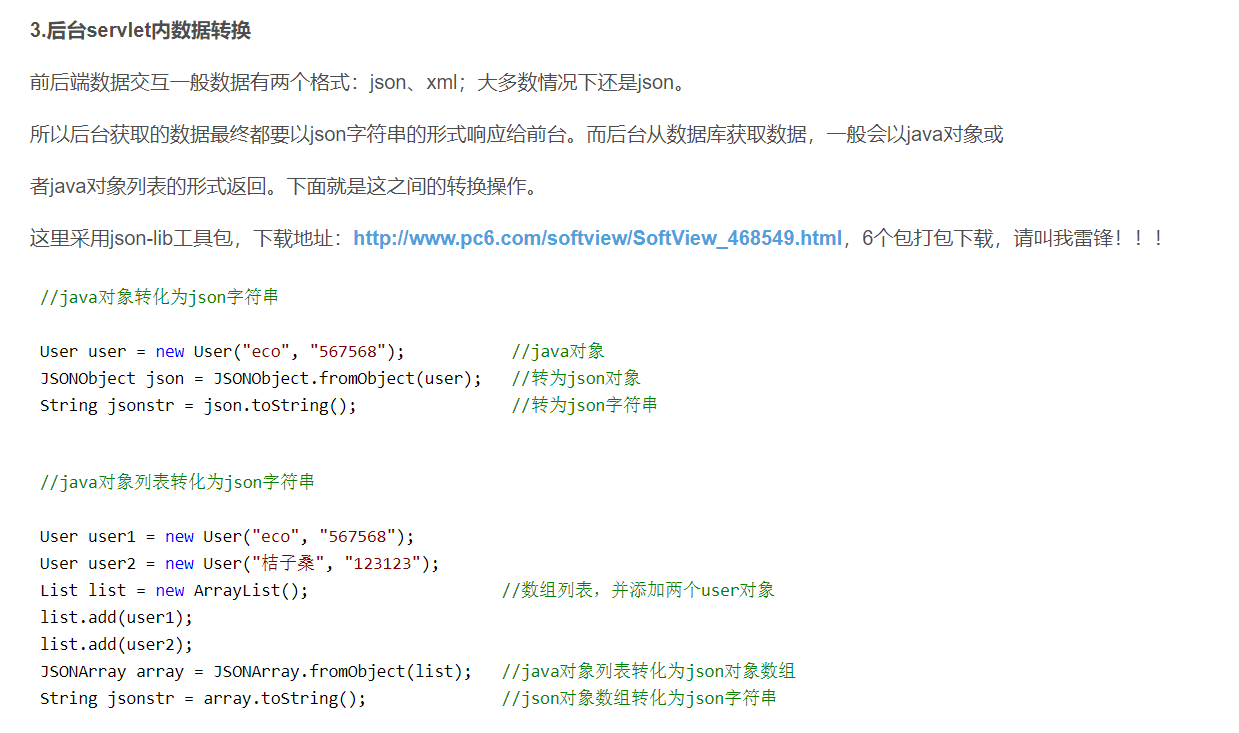 3.后台servlet内数据转换
前后端数据交互一般数据有两个格式：json、xml；大多数情况下还是json。
所以后台获取的数据最终都要以json字符串的形式响应给前台。而后台从数据库获取数据，一般会以java对象或
者java对象列表的形式返回。下面就是这之间的转换操作。
这里采用json-lib工具包，下载地址：http://www.pc6.com/softview/SoftView_468549.html，6个包打包下载，请叫我雷锋！！！
//java对象转化为json字符串
User user = new User("eco", "567568"); //java对象
JSONObject json = JSONObject.fromObject(user); //转为json对象
String jsonstr = json.toString(); //转为json字符串
//java对象列表转化为json字符串
User user1 = new User("eco", "567568");
User user2 = new User("桔子桑", "123123");
List list = new ArrayList(); //数组列表，并添加两个user对象
list.add(user1);
list.add(user2);
JSONArray array = JSONArray.fromObject(list); //java对象列表转化为json对象数组
String jsonstr = array.toString(); //json对象数组转化为json字符串